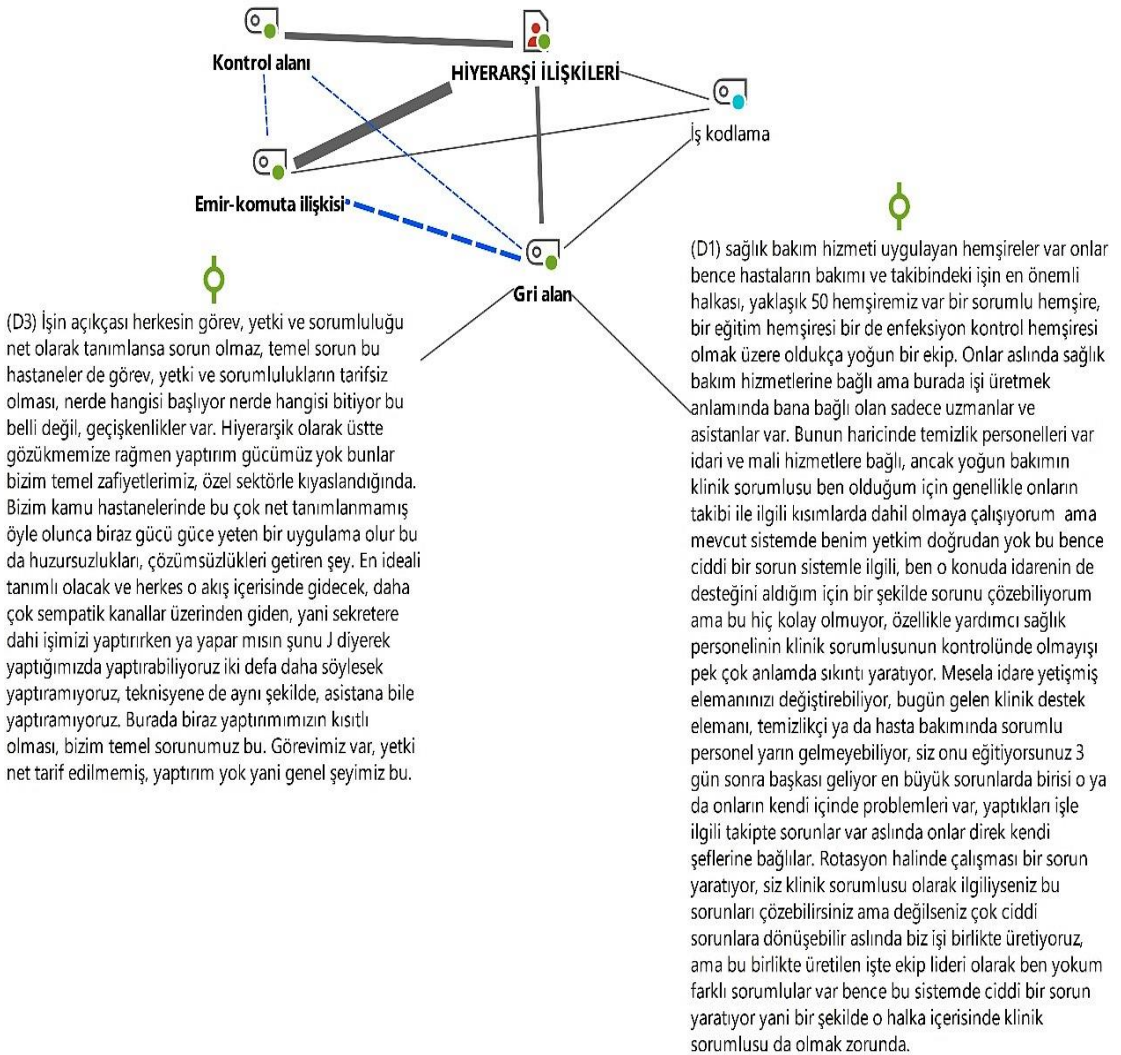 Kontrol alanı
HİYERARŞİ İLİŞKİLERİ
İş kodlama
Emir-komuta ilişkisi
Gri alan
(D3) İşin açıkçası herkesin görev, yetki ve sorumluluğu
net olarak tanımlansa sorun olmaz, temel sorun bu
hastaneler de görev, yetki ve sorumlulukların tarifsiz
olması, nerde hangisi başlıyor nerde hangisi bitiyor bu
belli değil, geçişkenlikler var. Hiyerarşik olarak üstte
gözükmemize rağmen yaptırım gücümüz yok bunlar
bizim temel zafiyetlerimiz, özel sektörle kıyaslandığında.
Bizim kamu hastanelerinde bu çok net tanımlanmamış
öyle olunca biraz gücü güce yeten bir uygulama olur bu
da huzursuzlukları, çözümsüzlükleri getiren şey. En ideali
tanımlı olacak ve herkes o akış içerisinde gidecek, daha
çok sempatik kanallar üzerinden giden, yani sekretere
dahi işimizi yaptırırken ya yapar mısın şunu J diyerek
yaptığımızda yaptırabiliyoruz iki defa daha söylesek
yaptıramıyoruz, teknisyene de aynı şekilde, asistana bile
yaptıramıyoruz. Burada biraz yaptırımımızın kısıtlı
olması, bizim temel sorunumuz bu. Görevimiz var, yetki
net tarif edilmemiş, yaptırım yok yani genel şeyimiz bu.
(D1) sağlık bakım hizmeti uygulayan hemşireler var onlar
bence hastaların bakımı ve takibindeki işin en önemli
halkası, yaklaşık 50 hemşiremiz var bir sorumlu hemşire,
bir eğitim hemşiresi bir de enfeksiyon kontrol hemşiresi
olmak üzere oldukça yoğun bir ekip. Onlar aslında sağlık
bakım hizmetlerine bağlı ama burada işi üretmek
anlamında bana bağlı olan sadece uzmanlar ve
asistanlar var. Bunun haricinde temizlik personelleri var
idari ve mali hizmetlere bağlı, ancak yoğun bakımın
klinik sorumlusu ben olduğum için genellikle onların
takibi ile ilgili kısımlarda dahil olmaya çalışıyorum ama
mevcut sistemde benim yetkim doğrudan yok bu bence
ciddi bir sorun sistemle ilgili, ben o konuda idarenin de
desteğini aldığım için bir şekilde sorunu çözebiliyorum
ama bu hiç kolay olmuyor, özellikle yardımcı sağlık
personelinin klinik sorumlusunun kontrolünde olmayışı
pek çok anlamda sıkıntı yaratıyor. Mesela idare yetişmiş
elemanınızı değiştirebiliyor, bugün gelen klinik destek
elemanı, temizlikçi ya da hasta bakımında sorumlu
personel yarın gelmeyebiliyor, siz onu eğitiyorsunuz 3
gün sonra başkası geliyor en büyük sorunlarda birisi o ya
da onların kendi içinde problemleri var, yaptıkları işle
ilgili takipte sorunlar var aslında onlar direk kendi
şeflerine bağlılar. Rotasyon halinde çalışması bir sorun
yaratıyor, siz klinik sorumlusu olarak ilgiliyseniz bu
sorunları çözebilirsiniz ama değilseniz çok ciddi
sorunlara dönüşebilir aslında biz işi birlikte üretiyoruz,
ama bu birlikte üretilen işte ekip lideri olarak ben yokum
farklı sorumlular var bence bu sistemde ciddi bir sorun
yaratıyor yani bir şekilde o halka içerisinde klinik
sorumlusu da olmak zorunda.